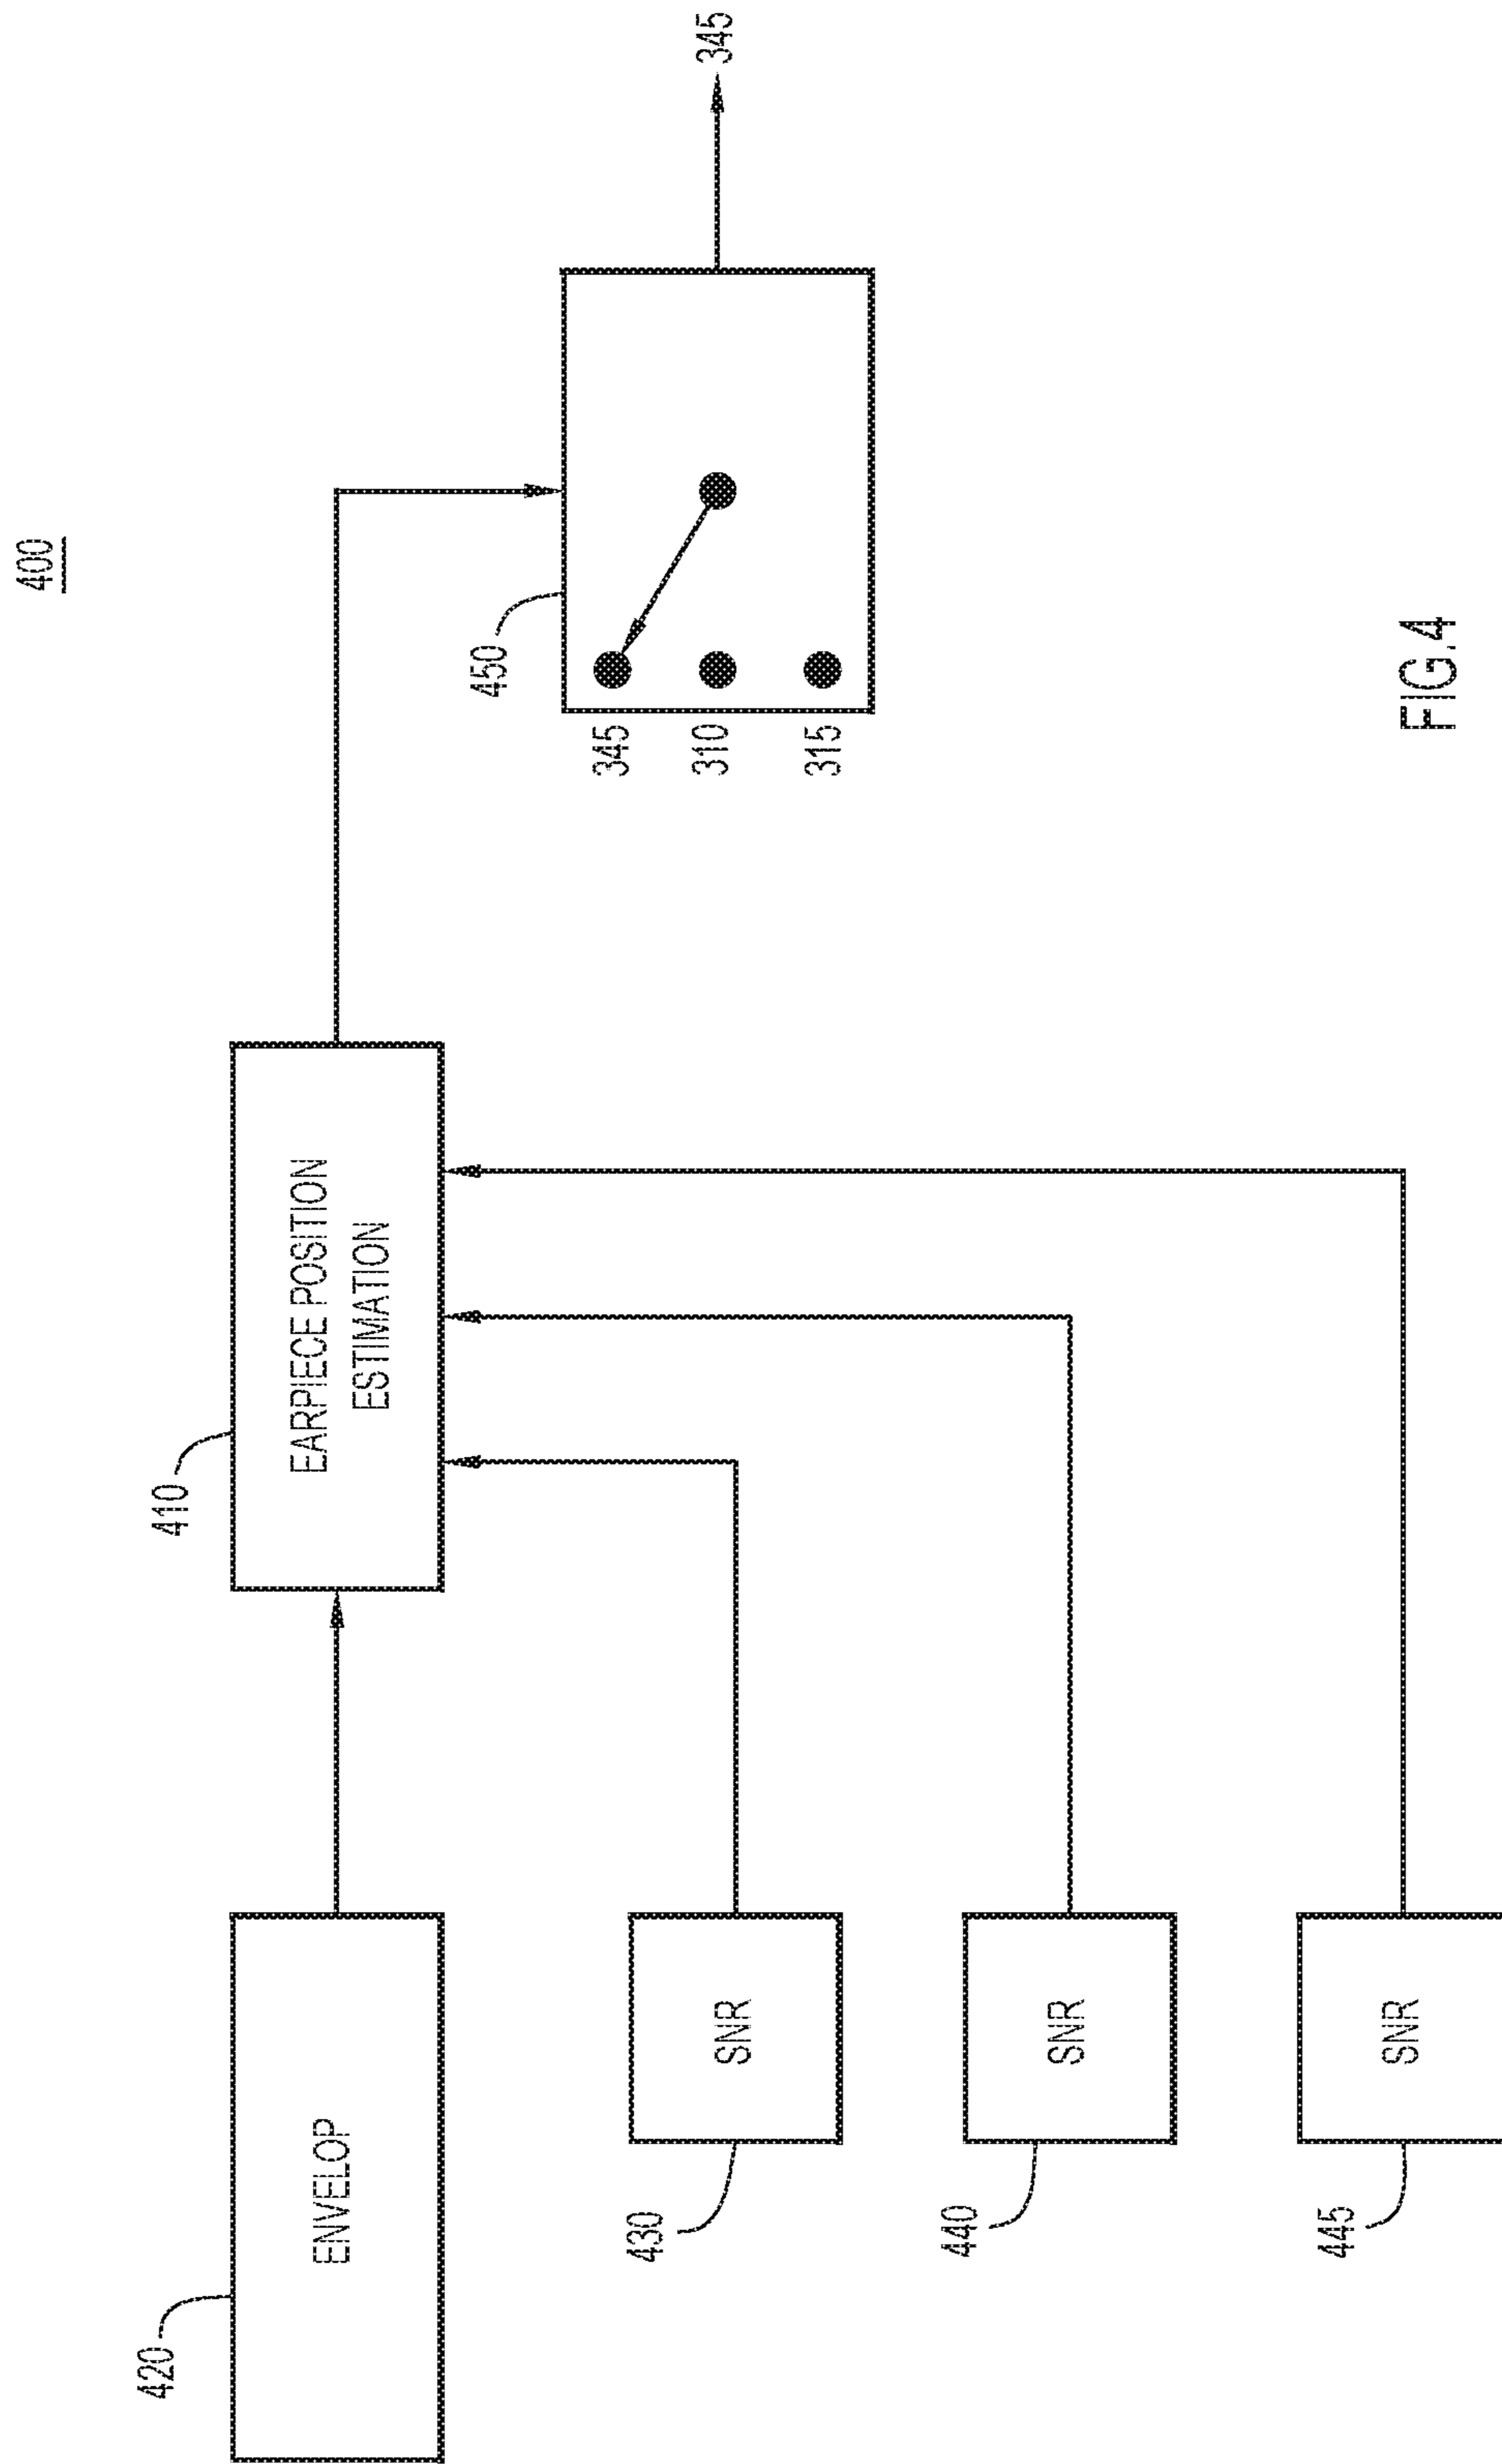 400
420
ENVELOP
410
EARPIECE POSITION
ESTIMATION
450
345
310
315
345
430
SNR
440
SNR
445
SNR
FIG.4